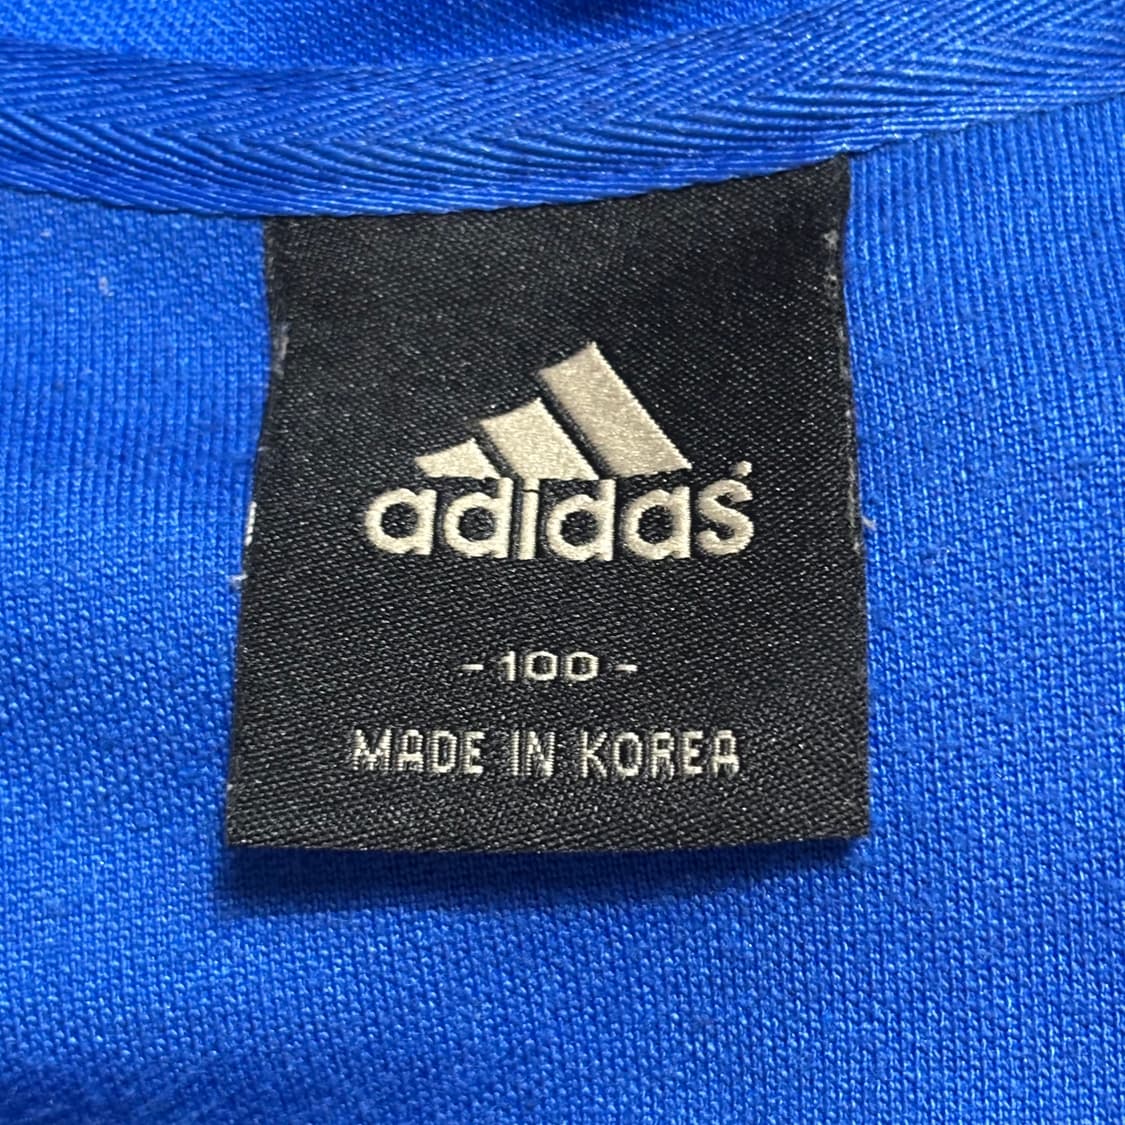 adidas
-100-
MADE IN KOREA